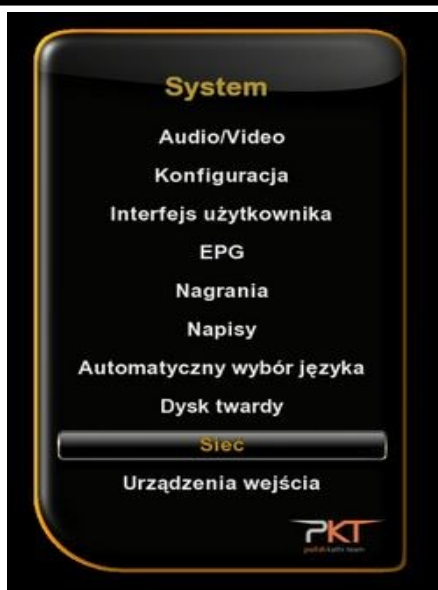 System
Audio/Video
Konfiguracja
Interfejs użytkownika
EPG
Nagrania
Napisy
Automatyczny wybór języka
Dysk twardy
Sieć
Urządzenia wejścia
PKT